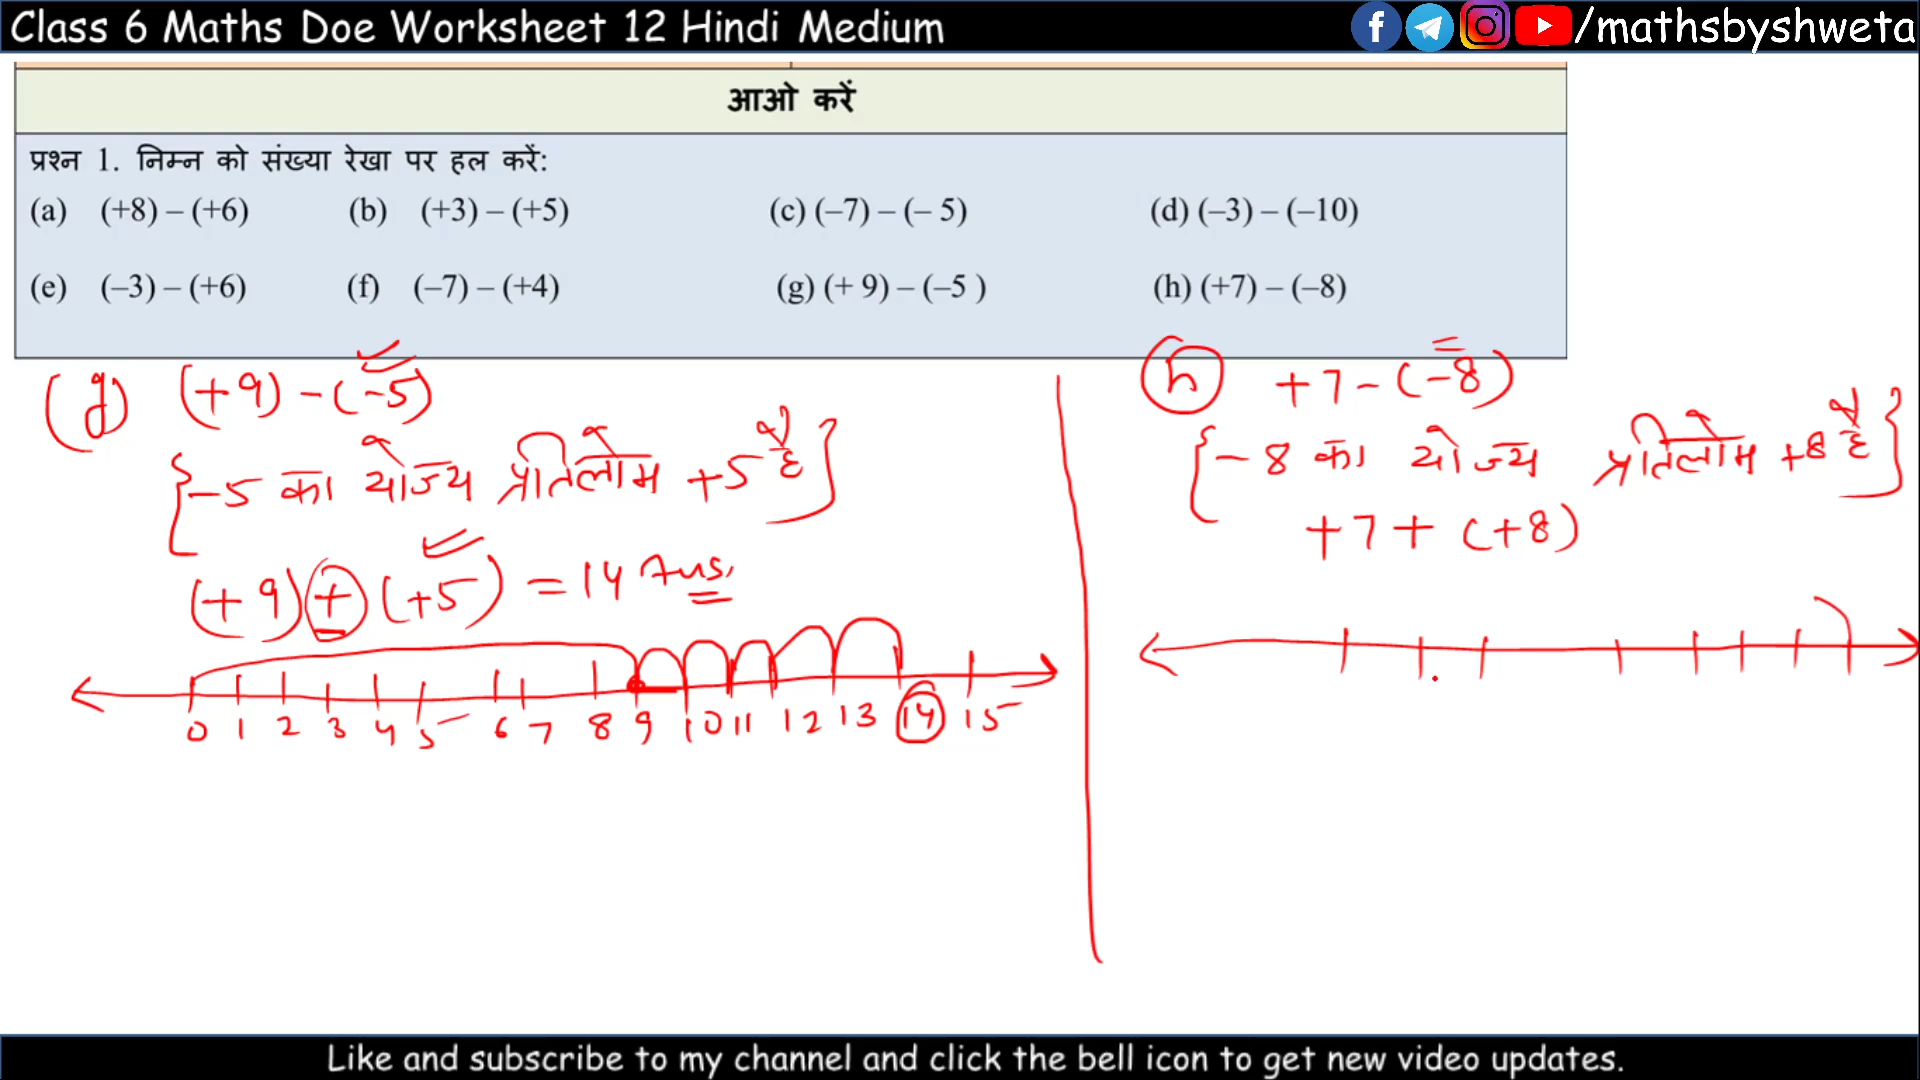 Class 6 Maths Doe Worksheet 12 Hindi Medium
/mathsbyshweta
आओ करें
प्रश्न 1. निम्न को संख्या रेखा पर हल करें:
(a) (+8) – (+6) (b) (+3) – (+5) (c) (–7) – (– 5) (d) (–3) – (–10)
(e) (–3) – (+6) (f) (–7) – (+4) (g) (+ 9) – (–5 ) (h) (+7) – (–8)
(g) (+9) - (-5)
{-5 का योज्य प्रतिलोम +5 है}
(+9) + (+5) = 14 Ans.
0 1 2 3 4 5 6 7 8 9 10 11 12 13 14 15
h +7 - (-8)
{-8 का योज्य प्रतिलोम +8 है}
+7 + (+8)
Like and subscribe to my channel and click the bell icon to get new video updates.